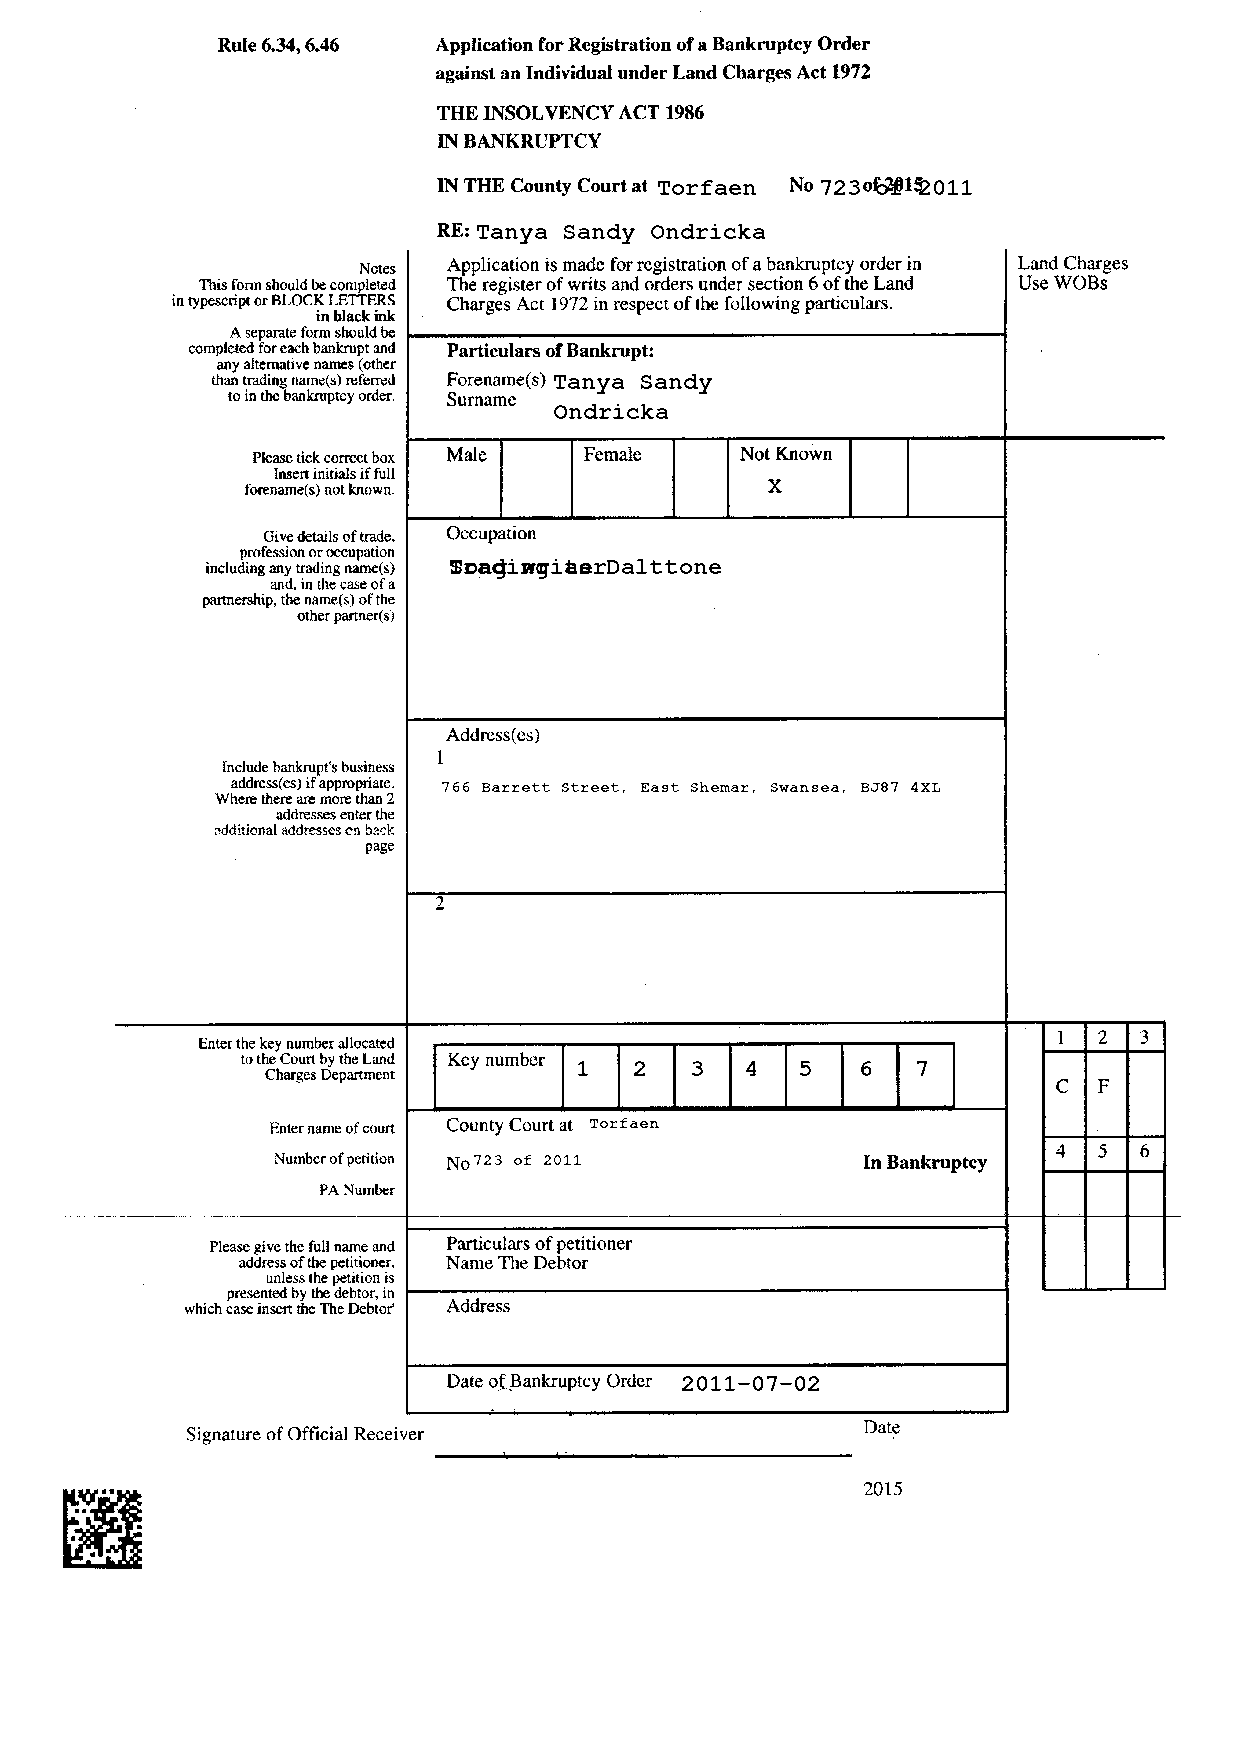 Rule 6.34, 6.46
Application for Registration of a Bankruptcy Order
against an Individual under Land Charges Act 1972
THE INSOLVENCY ACT 1986
IN BANKRUPTCY
IN THE County Court at Torfaen No 723 of 2011
RE: Tanya Sandy Ondricka
Notes
This form should be completed
in typescript or BLOCK LETTERS
in black ink
A separate form should be
completed for each bankrupt and
any alternative names (other
than trading name(s) referred
to in the bankruptcy order.
Application is made for registration of a bankruptcy order in
The register of writs and orders under section 6 of the Land
Charges Act 1972 in respect of the following particulars.
Land Charges
Use WOBs
Particulars of Bankrupt:
Forename(s) Tanya Sandy
Surname
Ondricka
Please tick correct box
Insert initials if full
forename(s) not known.
Male Female Not Known
X
Give details of trade,
profession or occupation
including any trading name(s)
and, in the case of a
partnership, the name(s) of the
other partner(s)
Occupation
Include bankrupt's business
address(es) if appropriate.
Where there are more than 2
addresses enter the
additional addresses on back
page
Address(es)
1
766 Barrett Street, East Shemar, Swansea, BJ87 4XL
2
Enter the key number allocated
to the Court by the Land
Charges Department
Key number 1 2 3 4 5 6 7
1 2 3
C F
Enter name of court
County Court at Torfaen
Number of petition
No 723 of 2011 In Bankruptcy
4 5 6
PA Number
Please give the full name and
address of the petitioner,
unless the petition is
presented by the debtor, in
which case insert the The Debtor'
Particulars of petitioner
Name The Debtor
Address
Date of Bankruptcy Order 2011-07-02
Signature of Official Receiver
Date
2015